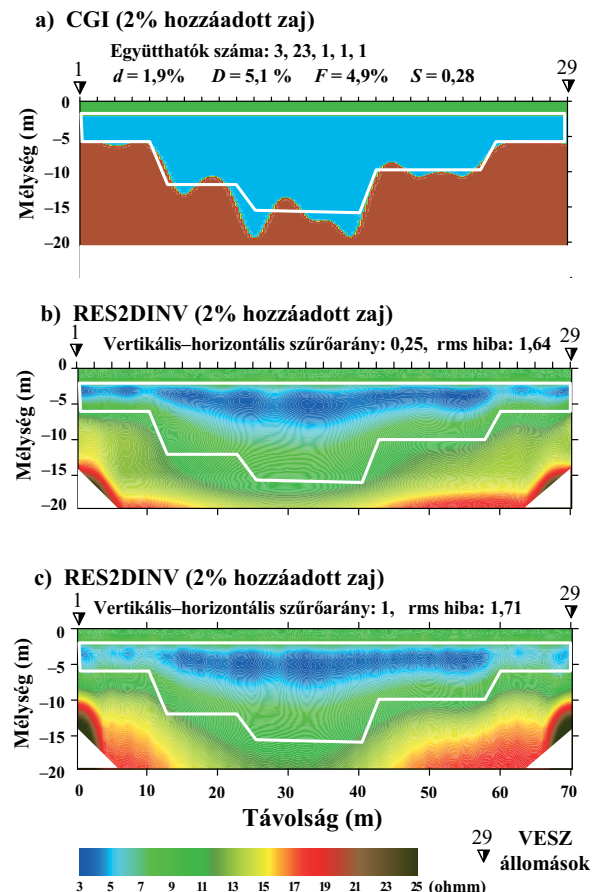 a) CGI (2% hozzáadott zaj)
Együtthatók száma: 3, 23, 1, 1, 1
1 d = 1,9% D = 5,1 % F = 4,9% S = 0,28 29
Mélység (m)
0
–5
–10
–15
–20
b) RES2DINV (2% hozzáadott zaj)
1 Vertikális–horizontális szűrőarány: 0,25, rms hiba: 1,64 29
Mélység (m)
0
–5
–10
–15
–20
c) RES2DINV (2% hozzáadott zaj)
1 Vertikális–horizontális szűrőarány: 1, rms hiba: 1,71 29
Mélység (m)
0
–5
–10
–15
–20
0 10 20 30 40 50 60 70
Távolság (m)
3 5 7 9 11 13 15 17 19 21 25 (ohmm)
29 VESZ
állomások